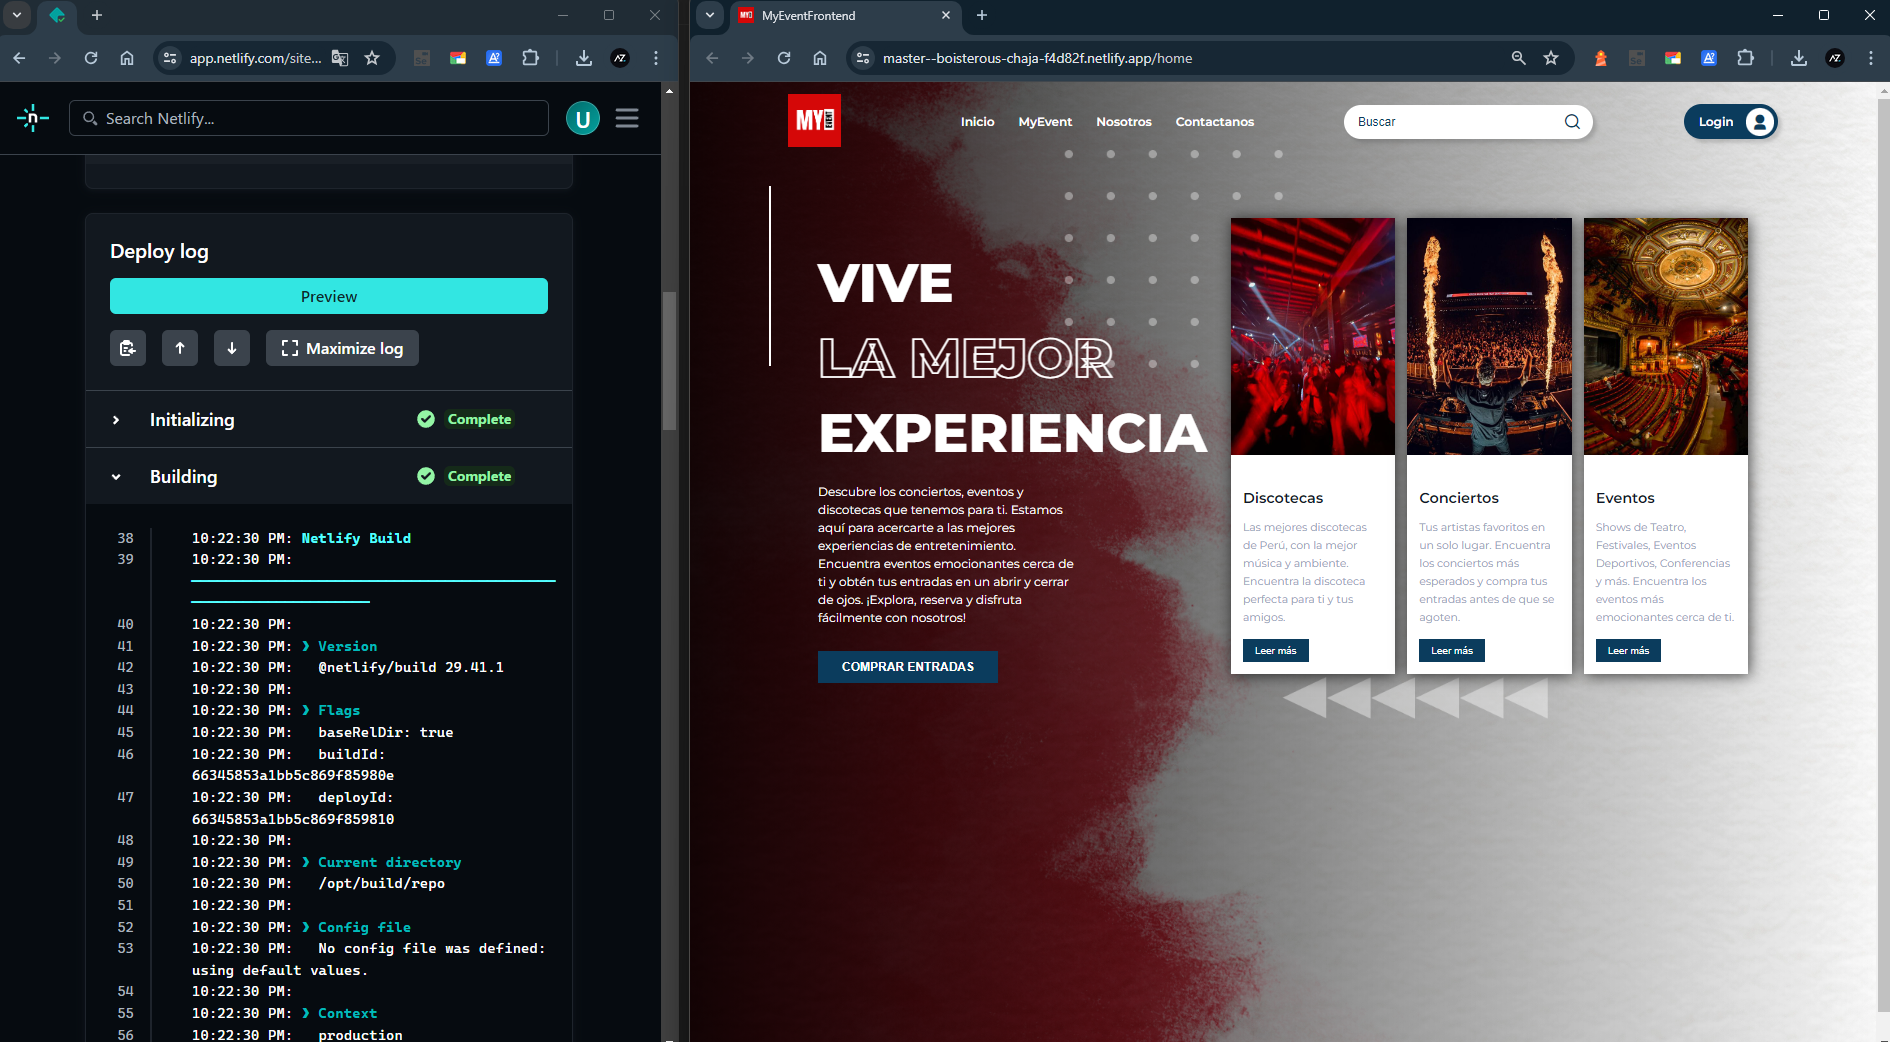 app.netlify.com/site...
Search Netlify...
U
Deploy log
Preview
Maximize log
Initializing
Complete
Building
Complete
38 10:22:30 PM: Netlify Build
39 10:22:30 PM:
40 10:22:30 PM:
41 10:22:30 PM: ❯ Version
42 10:22:30 PM: @netlify/build 29.41.1
43 10:22:30 PM:
44 10:22:30 PM: ❯ Flags
45 10:22:30 PM: baseRelDir: true
46 10:22:30 PM: buildId:
66345853a1bb5c869f85980e
47 10:22:30 PM: deployId:
66345853a1bb5c869f859810
48 10:22:30 PM:
49 10:22:30 PM: ❯ Current directory
50 10:22:30 PM: /opt/build/repo
51 10:22:30 PM:
52 10:22:30 PM: ❯ Config file
53 10:22:30 PM: No config file was defined:
using default values.
54 10:22:30 PM:
55 10:22:30 PM: ❯ Context
56 10:22:30 PM: production
MyEventFrontend
master--boisterous-chaja-f4d82f.netlify.app/home
MY EVENT
Inicio MyEvent Nosotros Contactanos
Buscar
Login
VIVE
LA MEJOR
EXPERIENCIA
Descubre los conciertos, eventos y
discotecas que tenemos para ti. Estamos
aquí para acercarte a las mejores
experiencias de entretenimiento.
Encuentra eventos emocionantes cerca de
ti y obtén tus entradas en un abrir y cerrar
de ojos. ¡Explora, reserva y disfruta
fácilmente con nosotros!
COMPRAR ENTRADAS
Discotecas
Las mejores discotecas
de Perú, con la mejor
música y ambiente.
Encuentra la discoteca
perfecta para ti y tus
amigos.
Leer más
Conciertos
Tus artistas favoritos en
un solo lugar. Encuentra
los conciertos más
esperados y compra tus
entradas antes de que se
agoten.
Leer más
Eventos
Shows de Teatro,
Festivales, Eventos
Deportivos, Conferencias
y más. Encuentra los
eventos más
emocionantes cerca de ti.
Leer más